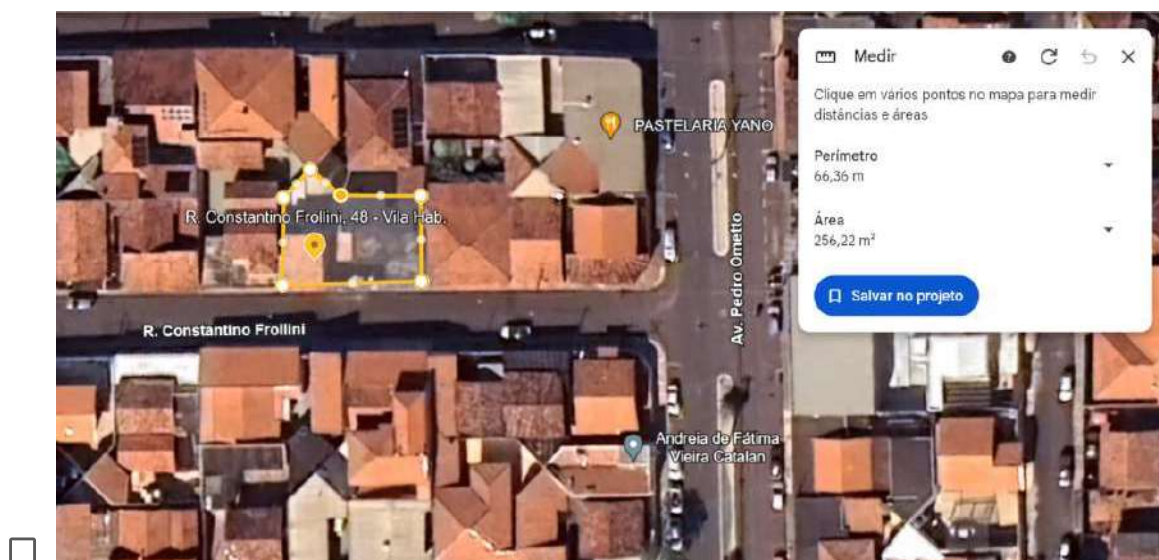 Medir
Clique em vários pontos no mapa para medir
distâncias e áreas
Perímetro
66,36 m
Área
256,22 m²
Salvar no projeto
PASTELARIA YANO
R. Constantino Frollini, 48 - Vila Hab.
Av. Pedro Ometto
R. Constantino Frollini
Andreia de Fátima
Vieira Catalan